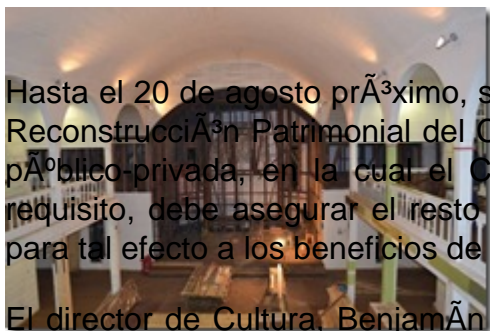 Hasta el 20 de agosto prÃ³ximo, s
ReconstrucciÃ³n Patrimonial del C
pÃºblico-privada, en la cual el C
requisito, debe asegurar el resto
para tal efecto a los beneficios de
El director de Cultura, BenjamÃ­n